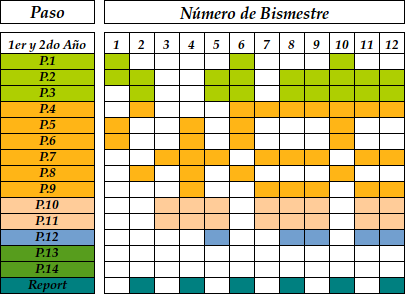 Paso Número de Bismestre
1er y 2do Año 1 2 3 4 5 6 7 8 9 10 11 12
P.1
P.2
P.3
P.4
P.5
P.6
P.7
P.8
P.9
P.10
P.11
P.12
P.13
P.14
Report